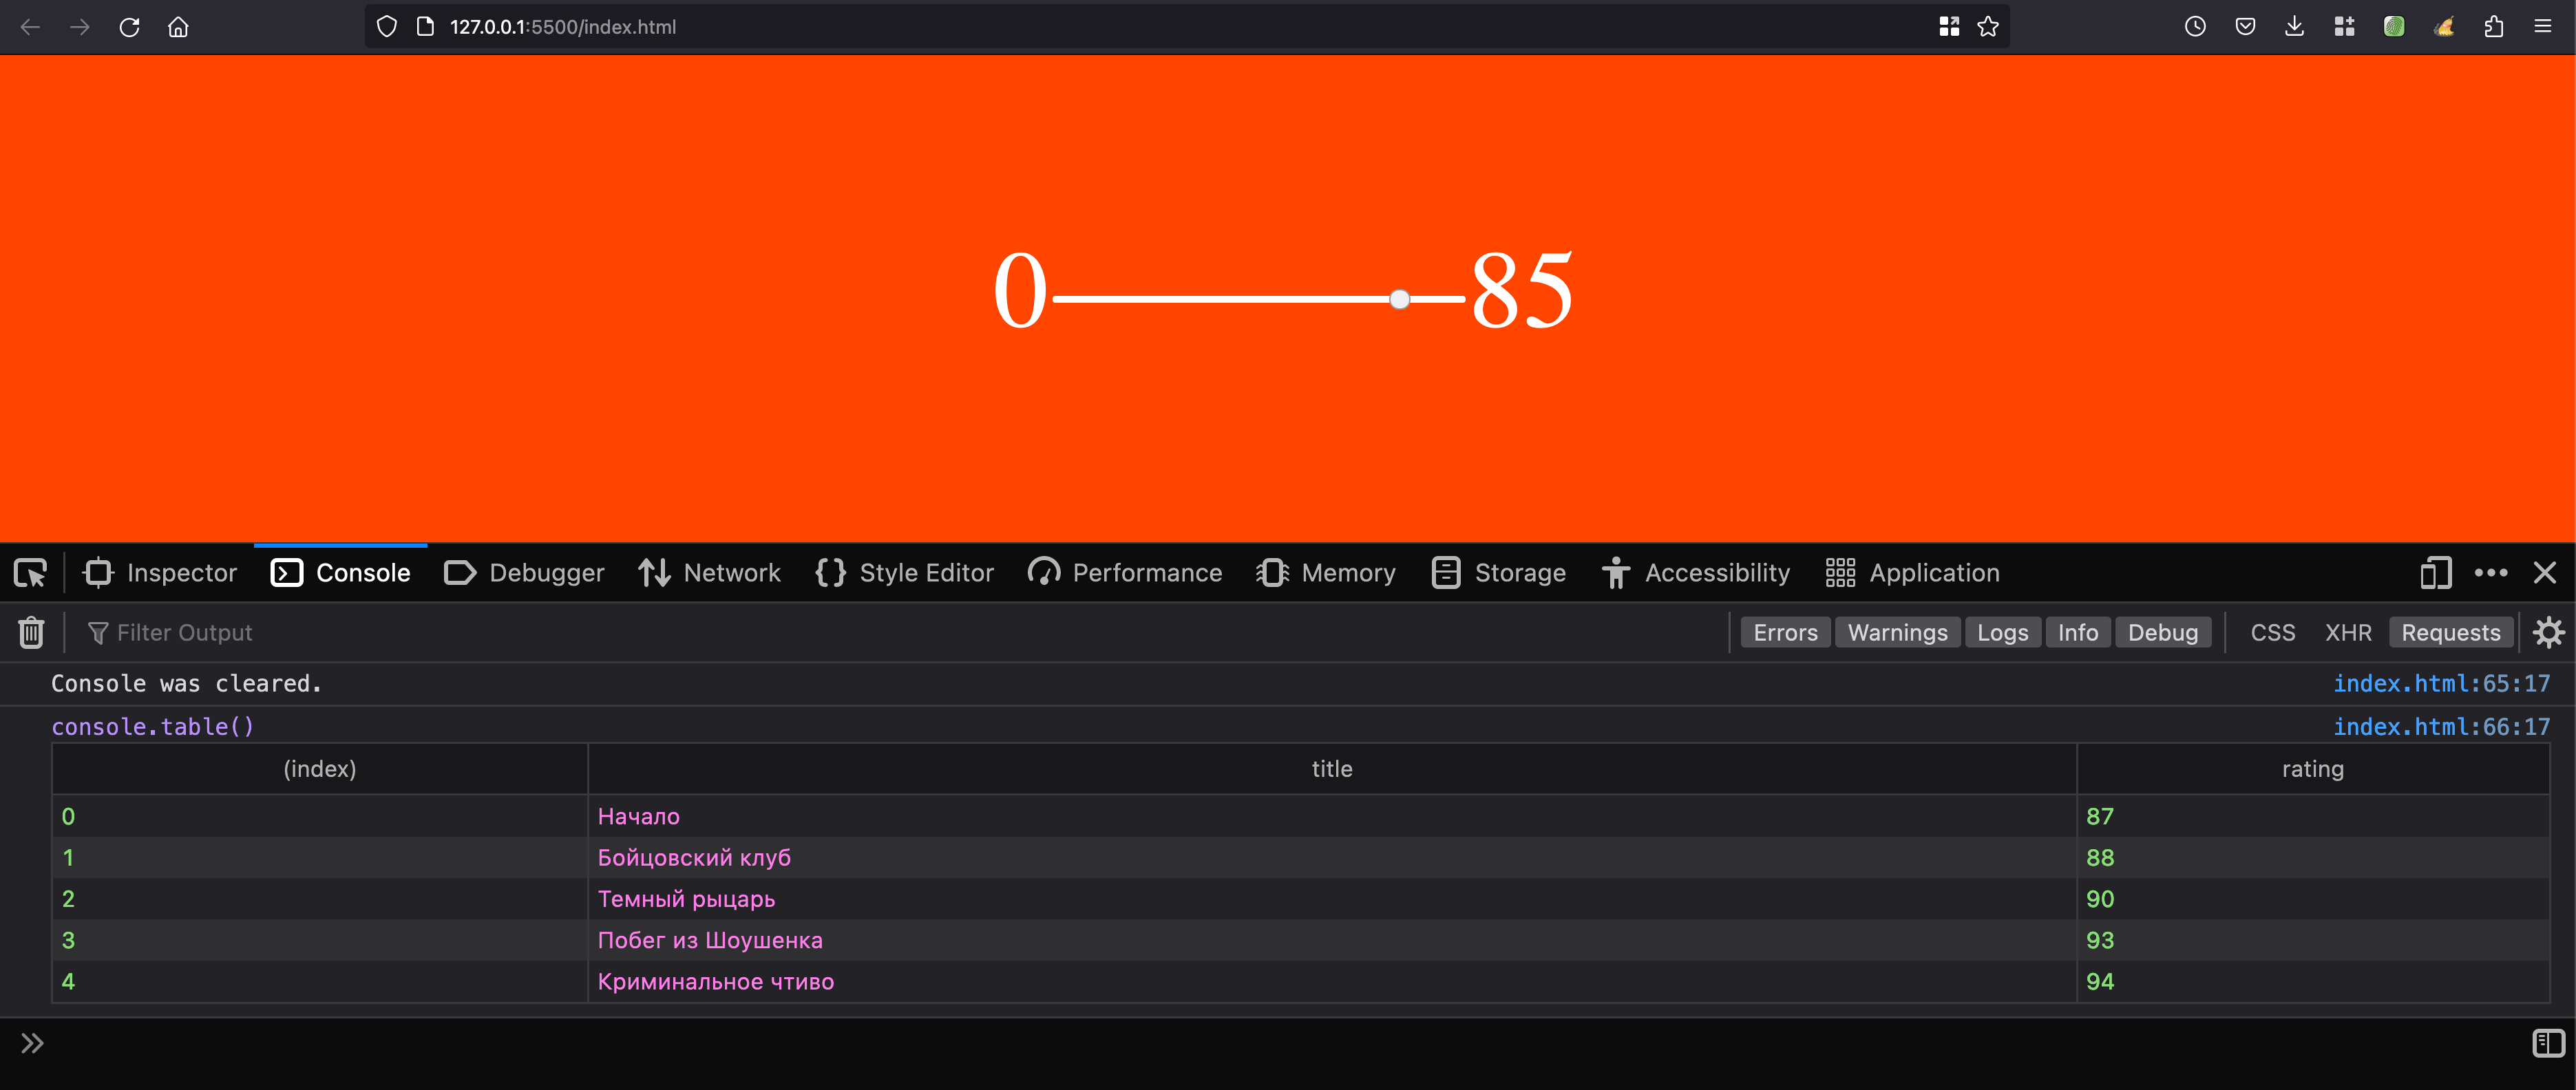 127.0.0.1:5500/index.html
0 85
Inspector Console Debugger Network Style Editor Performance Memory Storage Accessibility Application
Filter Output Errors Warnings Logs Info Debug CSS XHR Requests
Console was cleared. index.html:65:17
console.table() index.html:66:17
(index) title rating
0 Начало 87
1 Бойцовский клуб 88
2 Темный рыцарь 90
3 Побег из Шоушенка 93
4 Криминальное чтиво 94